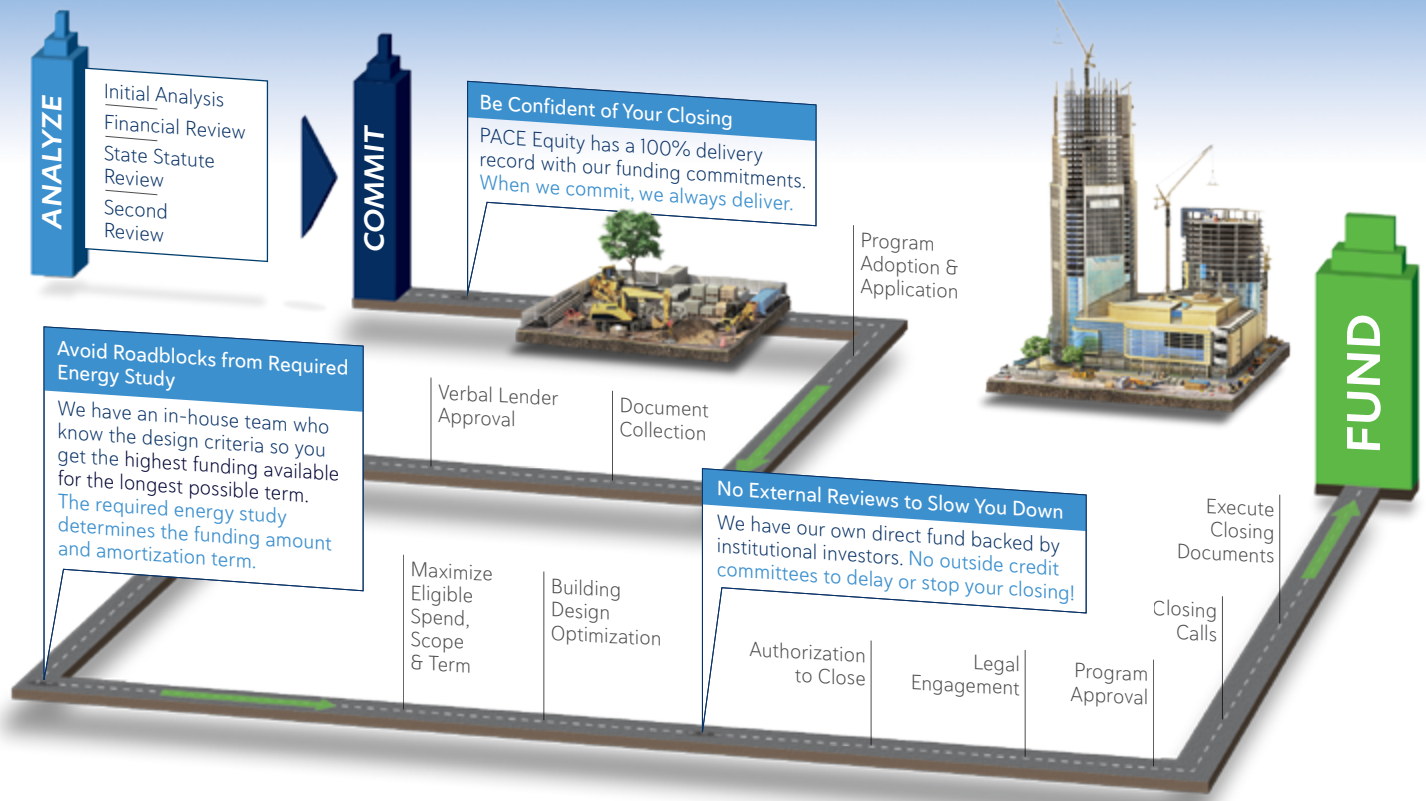 ANALYZE
Initial Analysis
Financial Review
State Statute
Review
Second
Review
COMMIT
Be Confident of Your Closing
PACE Equity has a 100% delivery
record with our funding commitments.
When we commit, we always deliver.
Program
Adoption &
Application
Document
Collection
Verbal Lender
Approval
Avoid Roadblocks from Required
Energy Study
We have an in-house team who
know the design criteria so you
get the highest funding available
for the longest possible term.
The required energy study
determines the funding amount
and amortization term.
Maximize
Eligible
Spend,
Scope
& Term
Building
Design
Optimization
No External Reviews to Slow You Down
We have our own direct fund backed by
institutional investors. No outside credit
committees to delay or stop your closing!
Authorization
to Close
Legal
Engagement
Program
Approval
Closing
Calls
Execute
Closing
Documents
FUND